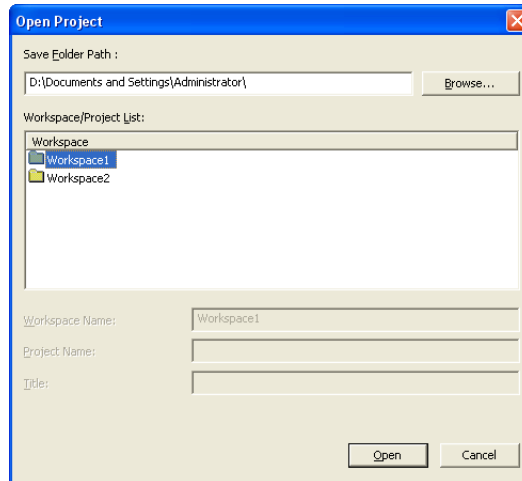 Open Project
Save Folder Path :
D:\Documents and Settings\Administrator\
Browse...
Workspace/Project List:
Workspace
Workspace1
Workspace2
Workspace Name:
Workspace1
Project Name:
Title:
Open
Cancel